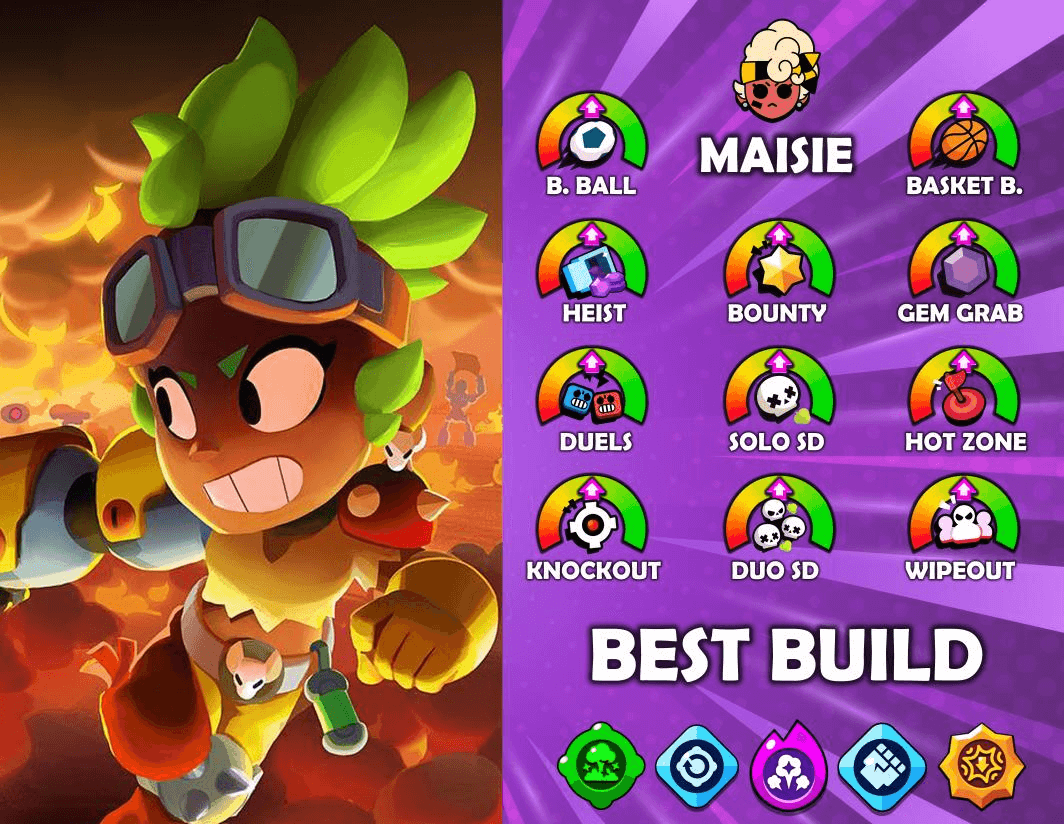 MAISIE
B. BALL
BASKET B.
HEIST
BOUNTY
GEM GRAB
DUELS
SOLO SD
HOT ZONE
KNOCKOUT
DUO SD
WIPEOUT
BEST BUILD